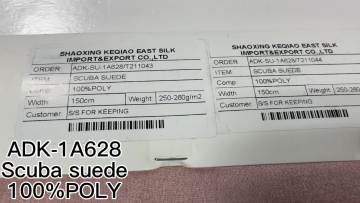 SHAOXING KEQIAO EAST SILK
IMPORT&EXPORT CO.,LTD
ORDER: ADK-SU-1A628/T211043
ITEM: SCUBA SUEDE
Comp: 100%POLY
Width 150cm Weight 250-260g/m2
Customer: S/S FOR KEEPING
SHAOXING KEQIAO EAST SILK
IMPORT&EXPORT CO.,LTD
ORDER: ADK-SU-1A628/T211044
ITEM: SCUBA SUEDE
Comp: 100%POLY
Width 150cm Weight 250-260g/m2
Customer: S/S FOR KEEPING
ADK-1A628
Scuba suede
100%POLY